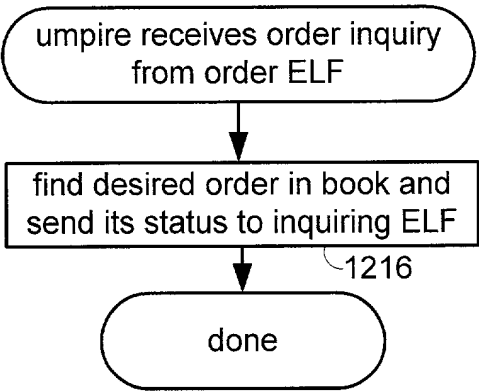 umpire receives order inquiry
from order ELF
find desired order in book and
send its status to inquiring ELF
1216
done